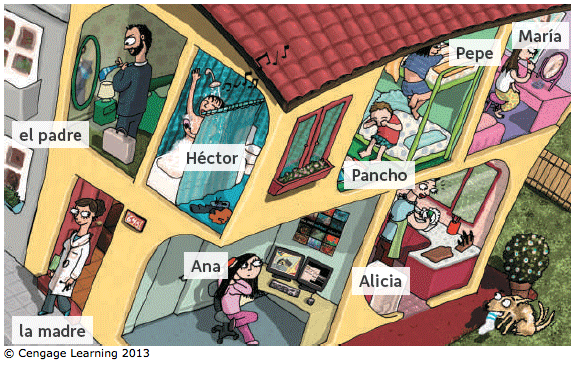 María
Pepe
el padre
Héctor
Pancho
Ana
Alicia
la madre
© Cengage Learning 2013